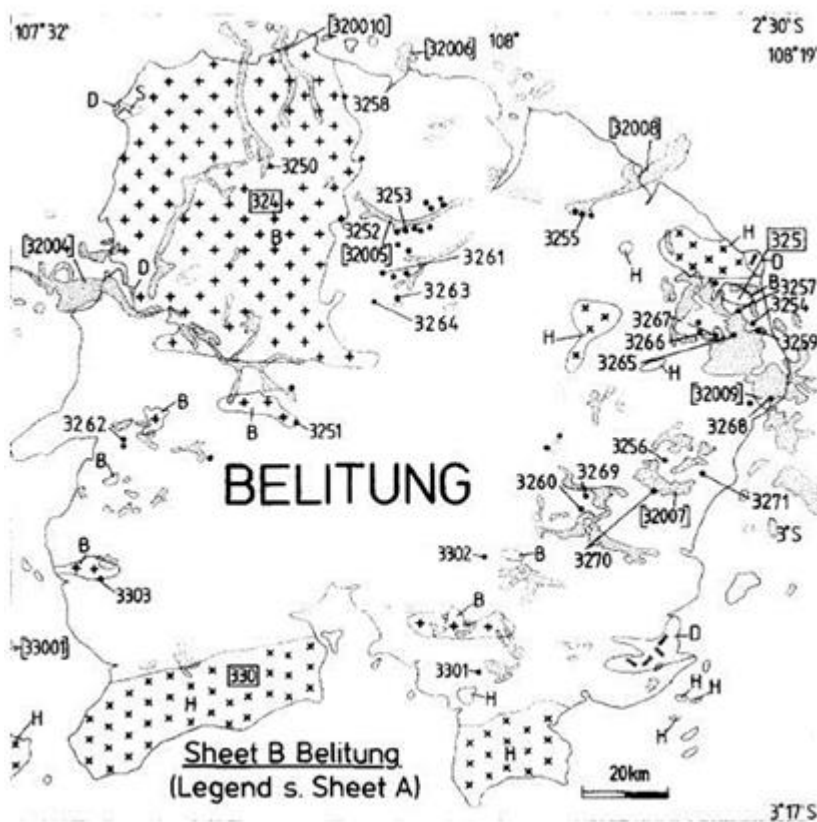 [320010]
107° 32'
[32006]
108°
2°30'S
108°19'
D
S
3258
[32008]
3250
324
3253
3252
[32005]
B
3255
H
325
D
H
B
[32004]
D
3261
3257
3263
3254
3264
3267
3266
3259
H
3265
H
[32009]
B
3262
B
3251
3268
BELITUNG
3256
B
3269
3260
3271
[32007]
3°S
B
3302
B
3270
3303
B
D
[33001]
330
3301
H
H
H
H
H
H
H
Sheet B Belitung
(Legend s. Sheet A)
20km
3°17'S